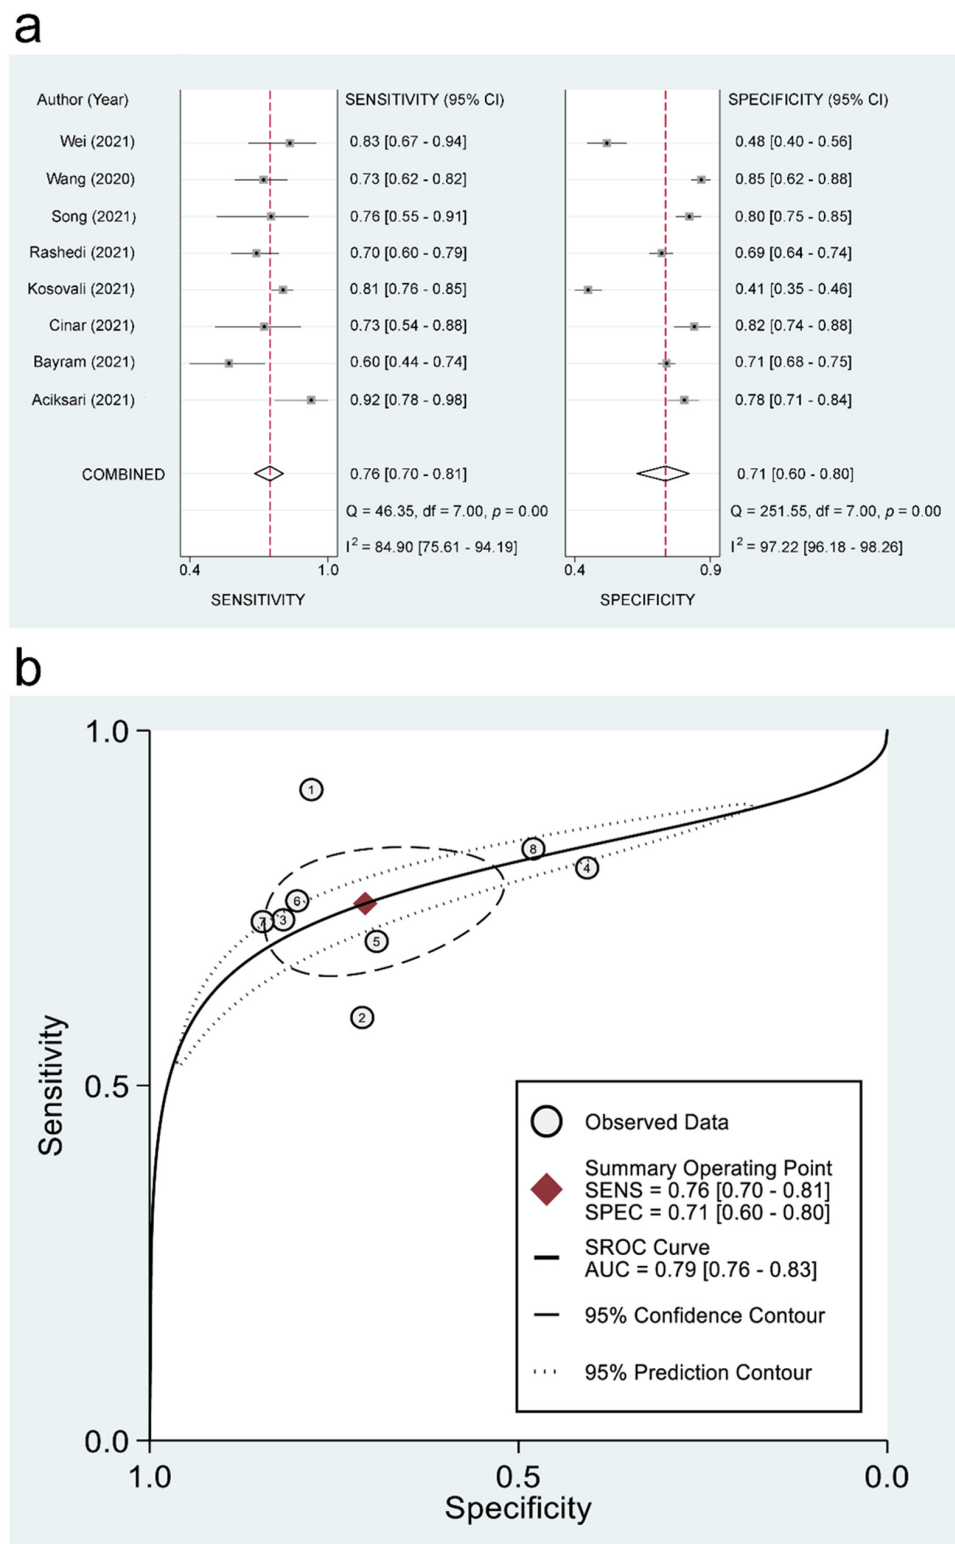 a
Author (Year) SENSITIVITY (95% CI) SPECIFICITY (95% CI)
Wei (2021) 0.83 [0.67 - 0.94] 0.48 [0.40 - 0.56]
Wang (2020) 0.73 [0.62 - 0.82] 0.85 [0.62 - 0.88]
Song (2021) 0.76 [0.55 - 0.91] 0.80 [0.75 - 0.85]
Rashedi (2021) 0.70 [0.60 - 0.79] 0.69 [0.64 - 0.74]
Kosovali (2021) 0.81 [0.76 - 0.85] 0.41 [0.35 - 0.46]
Cinar (2021) 0.73 [0.54 - 0.88] 0.82 [0.74 - 0.88]
Bayram (2021) 0.60 [0.44 - 0.74] 0.71 [0.68 - 0.75]
Aciksari (2021) 0.92 [0.78 - 0.98] 0.78 [0.71 - 0.84]
COMBINED 0.76 [0.70 - 0.81] 0.71 [0.60 - 0.80]
Q = 46.35, df = 7.00, p = 0.00 Q = 251.55, df = 7.00, p = 0.00
I² = 84.90 [75.61 - 94.19] I² = 97.22 [96.18 - 98.26]
0.4 1.0 0.4 0.9
SENSITIVITY SPECIFICITY
b
1.0
1
8
4
6
7 3
5
2
0.5
Sensitivity
Observed Data
Summary Operating Point
SENS = 0.76 [0.70 - 0.81]
SPEC = 0.71 [0.60 - 0.80]
SROC Curve
AUC = 0.79 [0.76 - 0.83]
95% Confidence Contour
95% Prediction Contour
0.0
1.0 0.5 0.0
Specificity